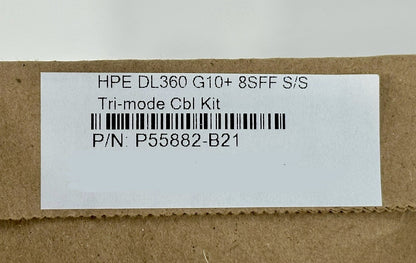 HPE DL360 G10+ 8SFF S/S
Tri-mode Cbl Kit
P/N: P55882-B21